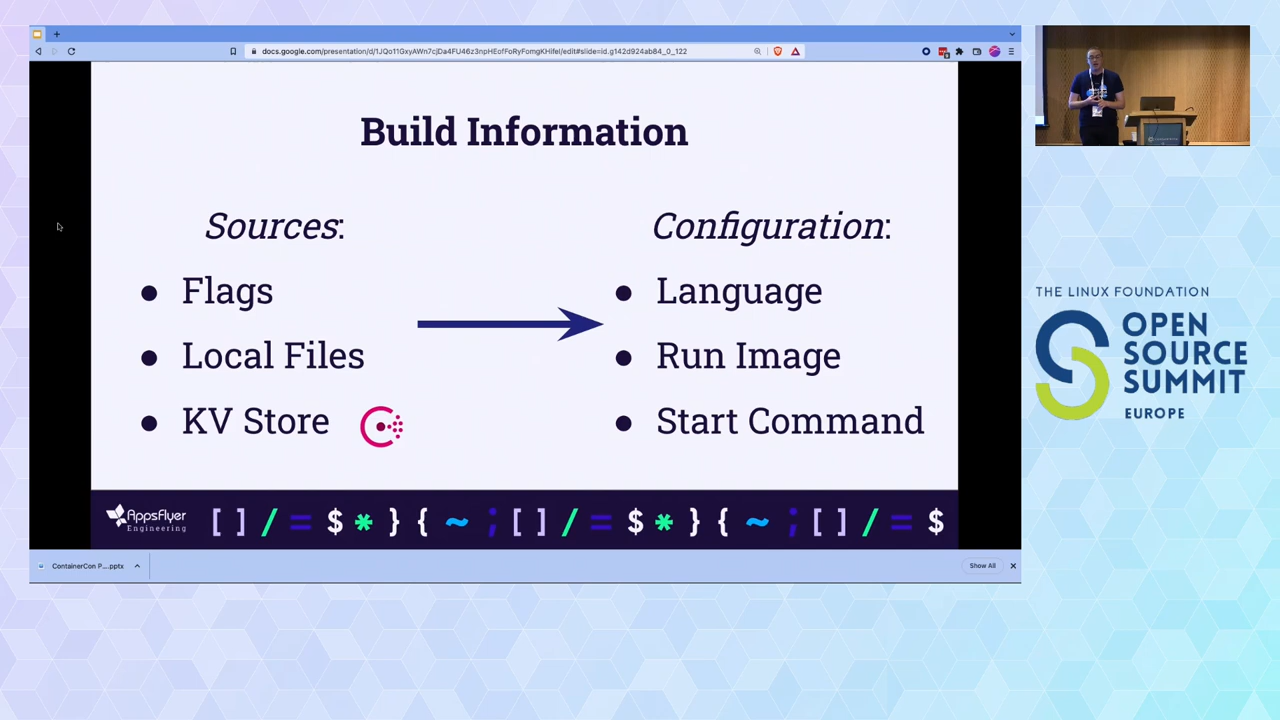 docs.google.com/presentation/d/1JQo11GxyAWn7cjDa4FU46z3npHEofFoRyFomgKHifeI/edit#slide=id.g142d924ab84_0_122
Build Information
Sources:
● Flags
● Local Files
● KV Store
Configuration:
● Language
● Run Image
● Start Command
AppsFlyer
Engineering
[ ] / = $ * } { ~ ; [ ] / = $ * } { ~ ; [ ] / = $
ContainerCon P....pptx
Show All
THE LINUX FOUNDATION
OPEN
SOURCE
SUMMIT
EUROPE